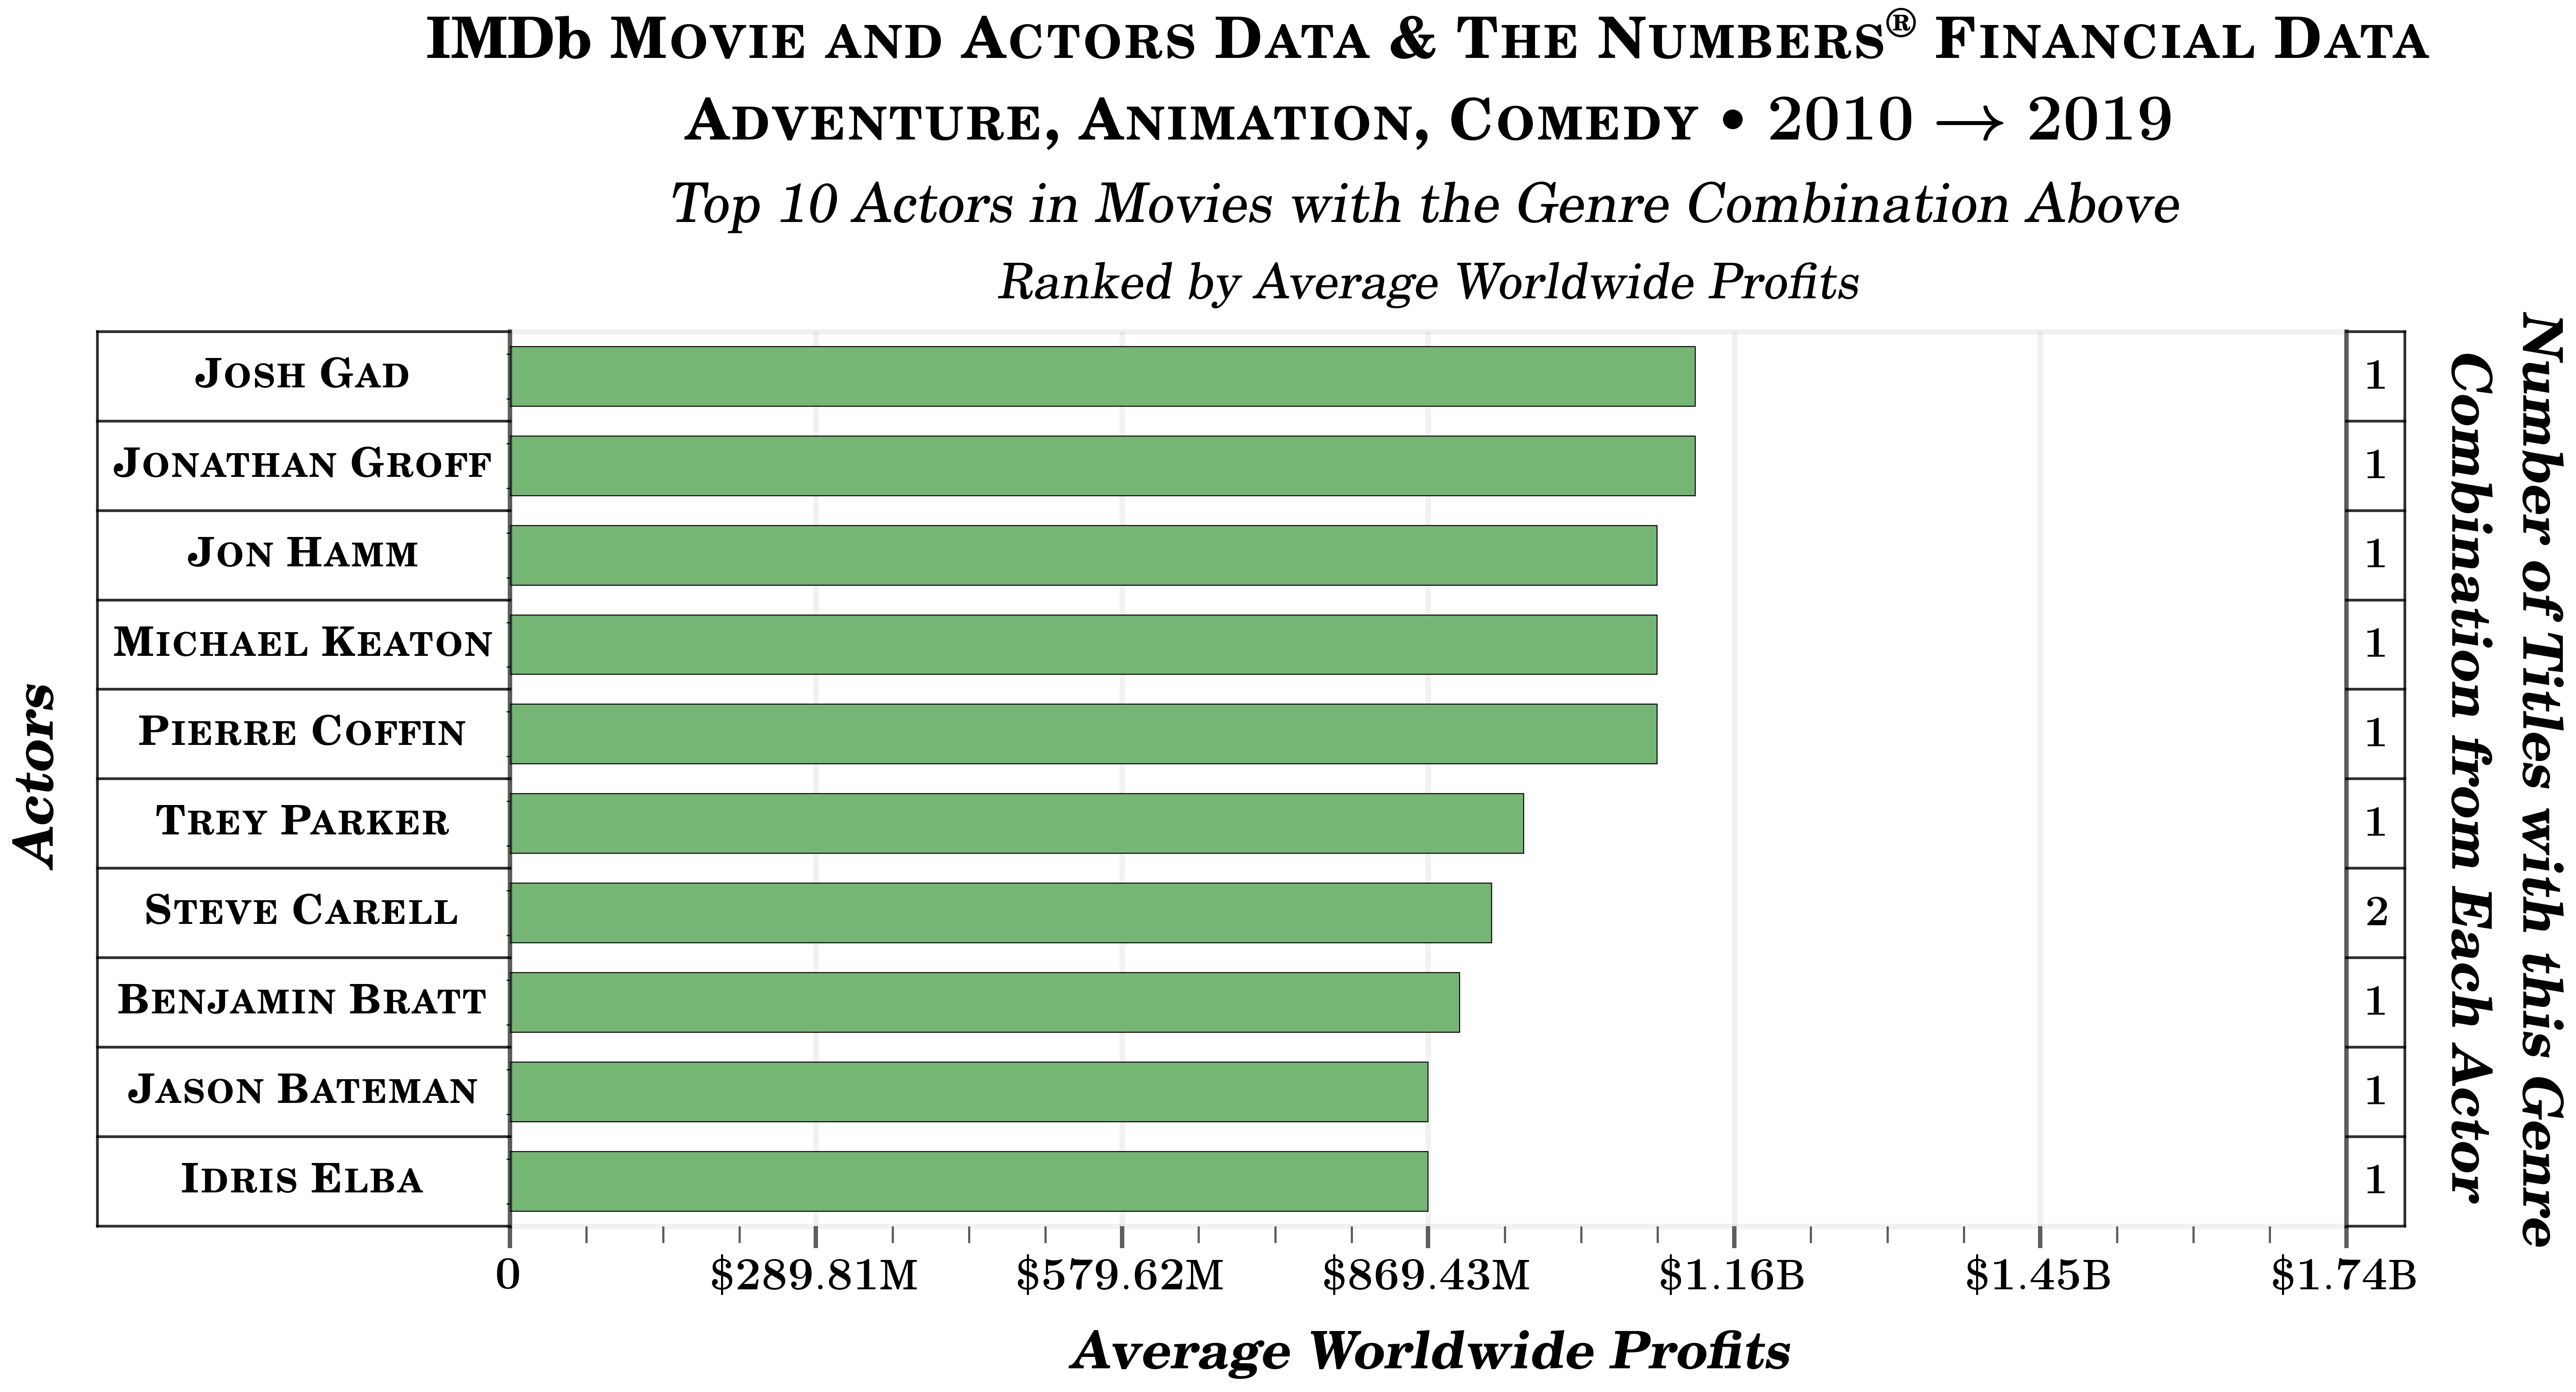 IMDb Movie and Actors Data & The Numbers® Financial Data
Adventure, Animation, Comedy • 2010 → 2019
Top 10 Actors in Movies with the Genre Combination Above
Ranked by Average Worldwide Profits
Actors
Josh Gad
Jonathan Groff
Jon Hamm
Michael Keaton
Pierre Coffin
Trey Parker
Steve Carell
Benjamin Bratt
Jason Bateman
Idris Elba
1
1
1
1
1
1
2
1
1
1
Number of Titles with this Genre
Combination from Each Actor
0 $289.81M $579.62M $869.43M $1.16B $1.45B $1.74B
Average Worldwide Profits